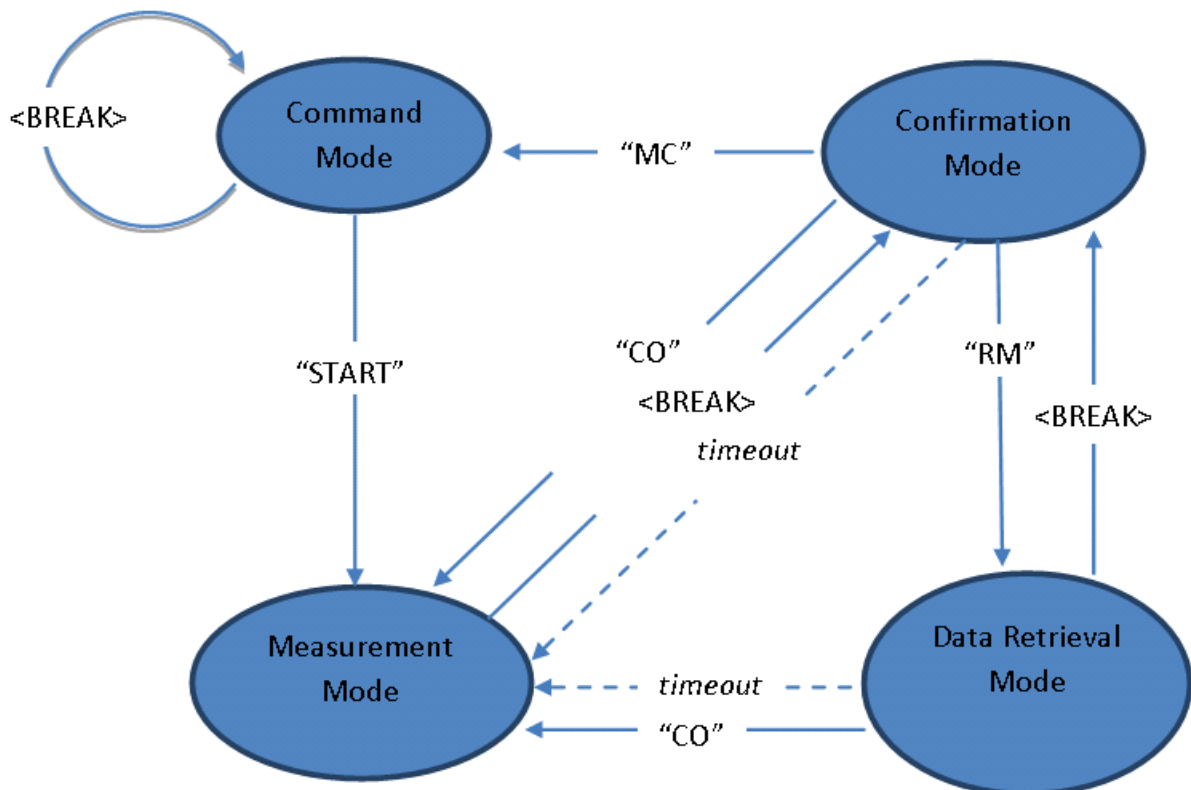 <BREAK>
Command
Mode
“MC”
Confirmation
Mode
“START”
“CO”
<BREAK>
timeout
“RM”
<BREAK>
Measurement
Mode
timeout
“CO”
Data Retrieval
Mode